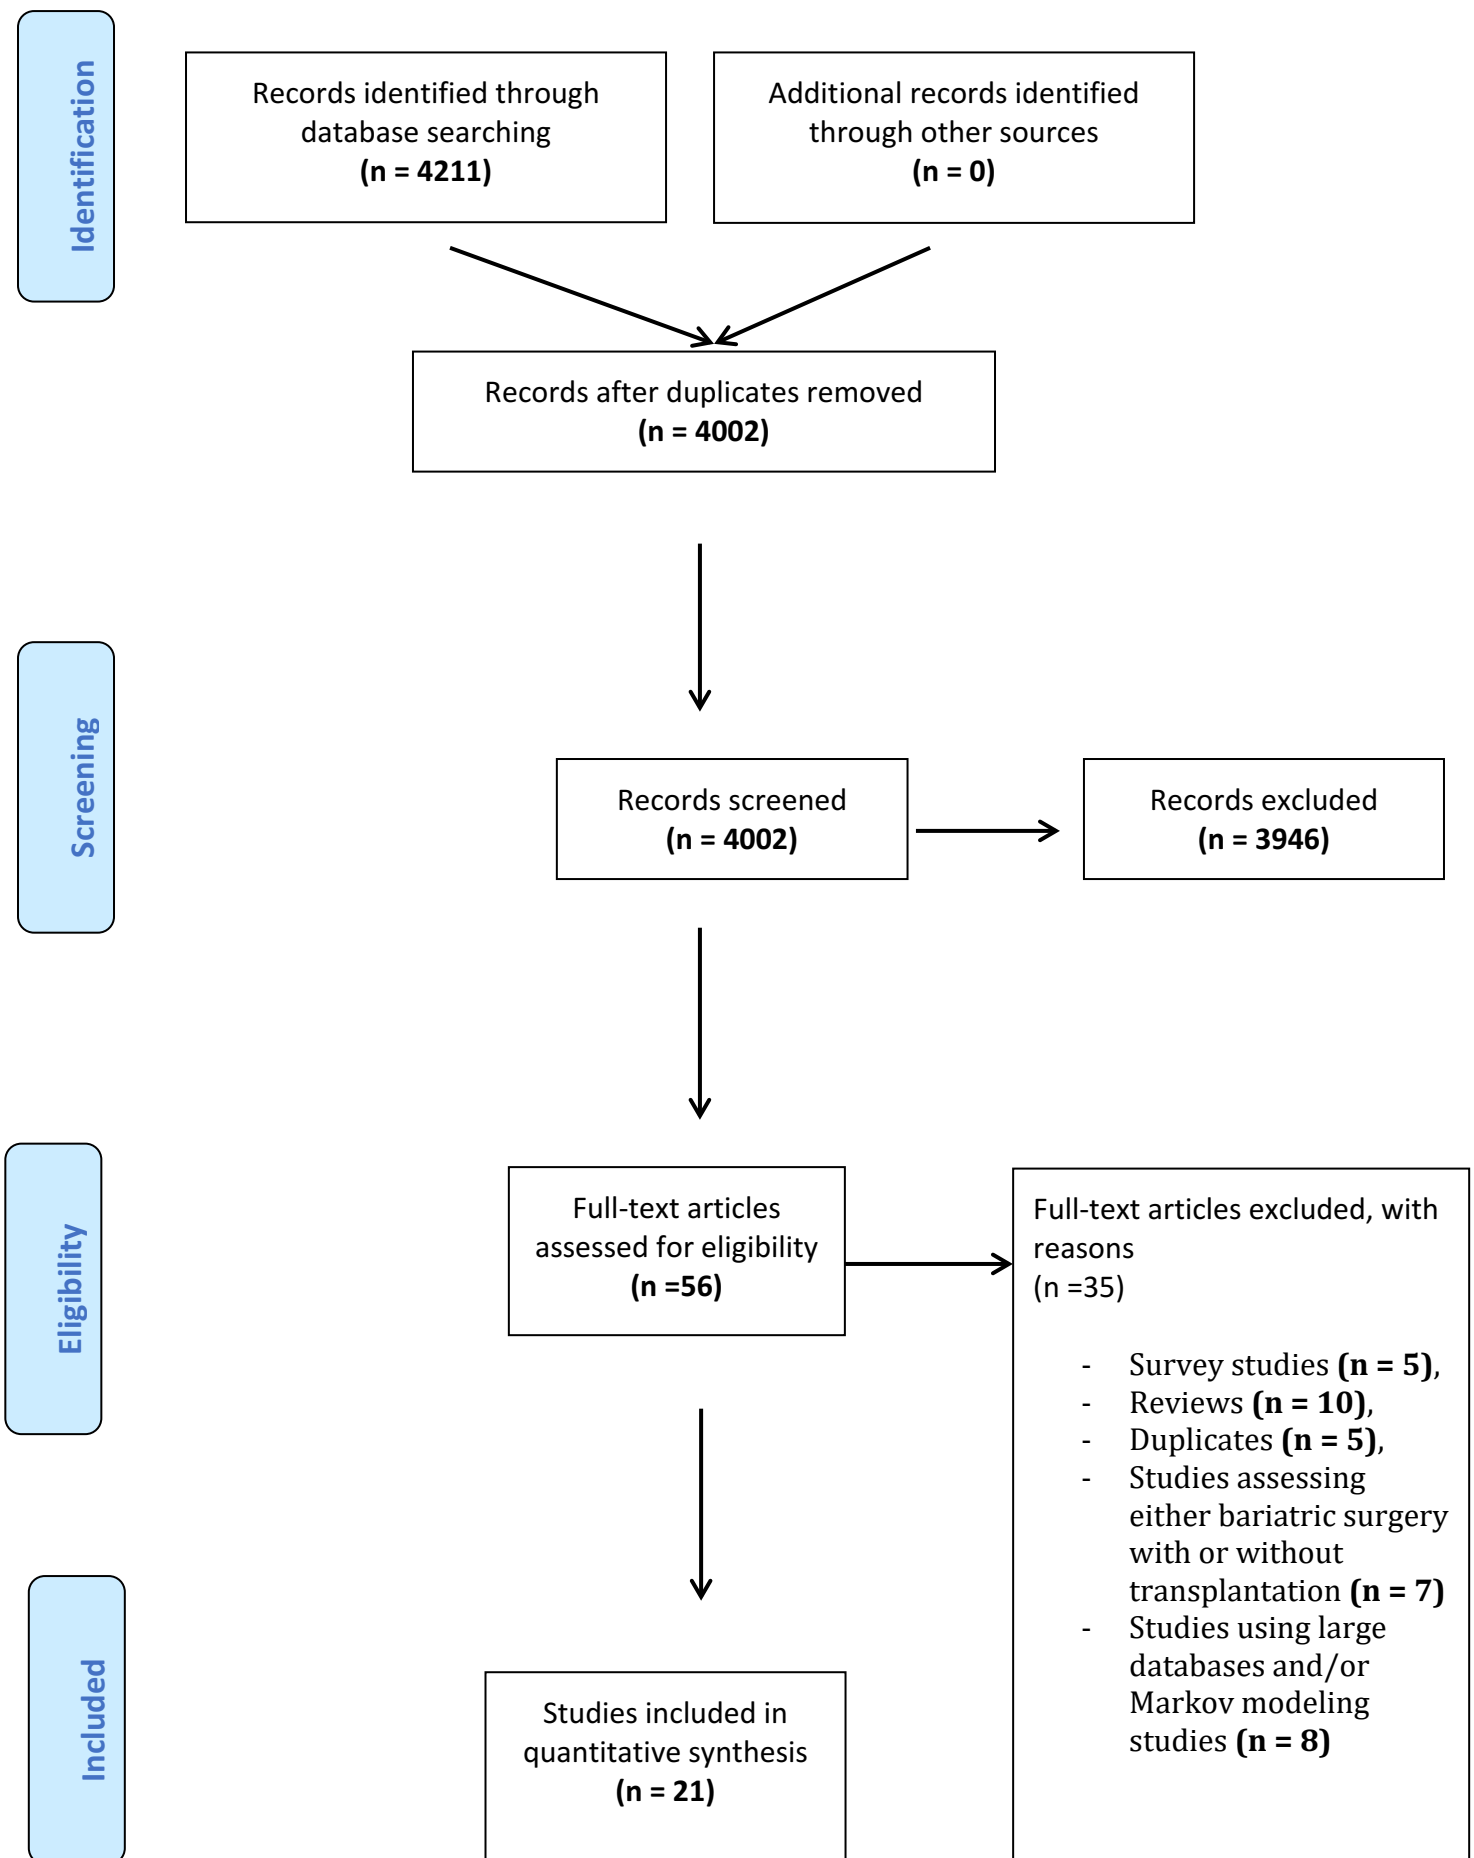 Identification
Records identified through
database searching
(n = 4211)
Additional records identified
through other sources
(n = 0)
Records after duplicates removed
(n = 4002)
Screening
Records screened
(n = 4002)
Records excluded
(n = 3946)
Eligibility
Full-text articles
assessed for eligibility
(n =56)
Full-text articles excluded, with
reasons
(n =35)
- Survey studies (n = 5),
- Reviews (n = 10),
- Duplicates (n = 5),
- Studies assessing
either bariatric surgery
with or without
transplantation (n = 7)
- Studies using large
databases and/or
Markov modeling
studies (n = 8)
Included
Studies included in
quantitative synthesis
(n = 21)